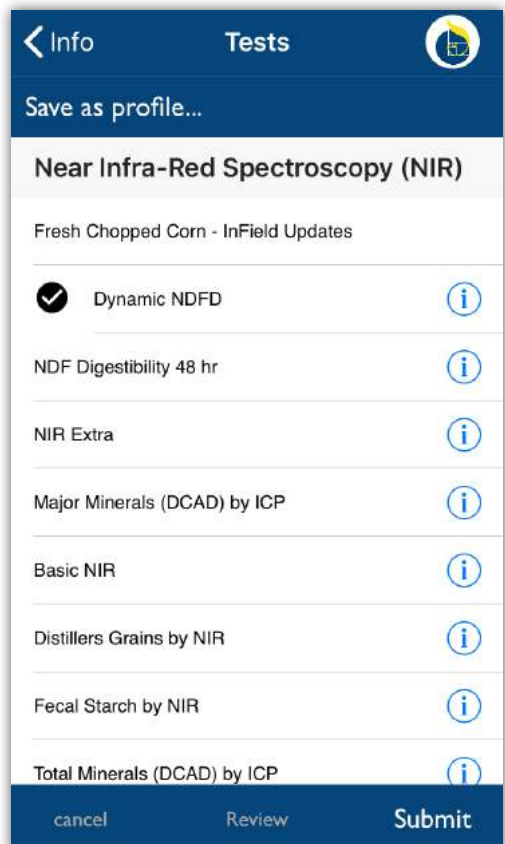 Info
Tests
Save as profile...
Near Infra-Red Spectroscopy (NIR)
Fresh Chopped Corn - InField Updates
Dynamic NDFD
NDF Digestibility 48 hr
NIR Extra
Major Minerals (DCAD) by ICP
Basic NIR
Distillers Grains by NIR
Fecal Starch by NIR
Total Minerals (DCAD) by ICP
cancel Review Submit